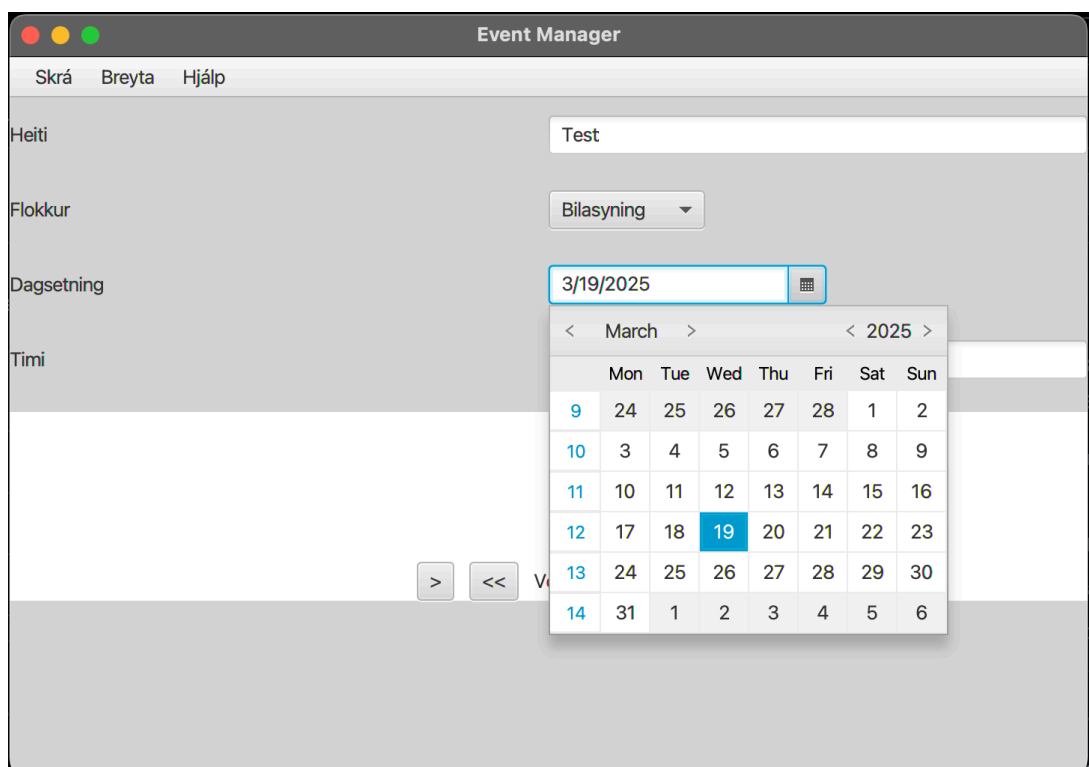 Event Manager
Skrá Breyta Hjálp
Heiti Test
Flokkur Bilasyning
Dagsetning 3/19/2025
< March > < 2025 >
Timi
Mon Tue Wed Thu Fri Sat Sun
9 24 25 26 27 28 1 2
10 3 4 5 6 7 8 9
11 10 11 12 13 14 15 16
12 17 18 19 20 21 22 23
13 24 25 26 27 28 29 30
14 31 1 2 3 4 5 6
> <<